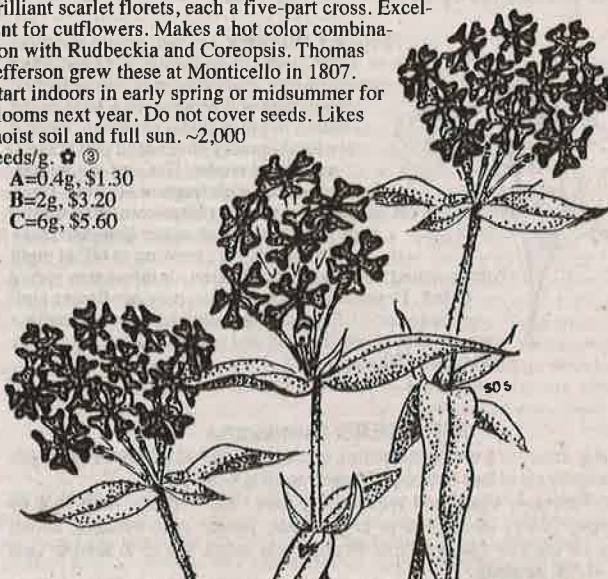 rilliant scarlet florets, each a five-part cross. Excel-
nt for cutflowers. Makes a hot color combina-
on with Rudbeckia and Coreopsis. Thomas
efferson grew these at Monticello in 1807.
tart indoors in early spring or midsummer for
looms next year. Do not cover seeds. Likes
oist soil and full sun. ~2,000
eeds/g. ✿ ③
A=0.4g, $1.30
B=2g, $3.20
C=6g, $5.60
sos